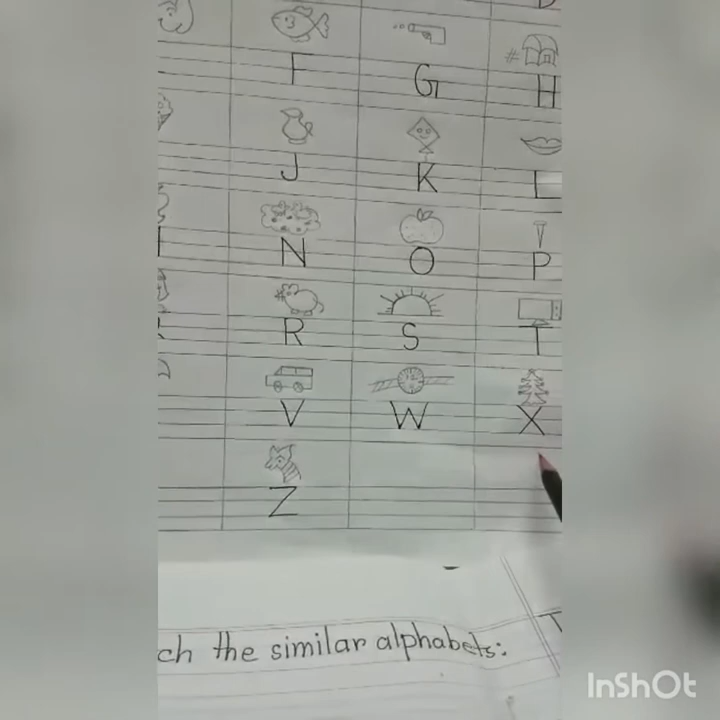 F G H
J K L
N O P
R S T
V W X
Z
ch the similar alphabets:
InShOt